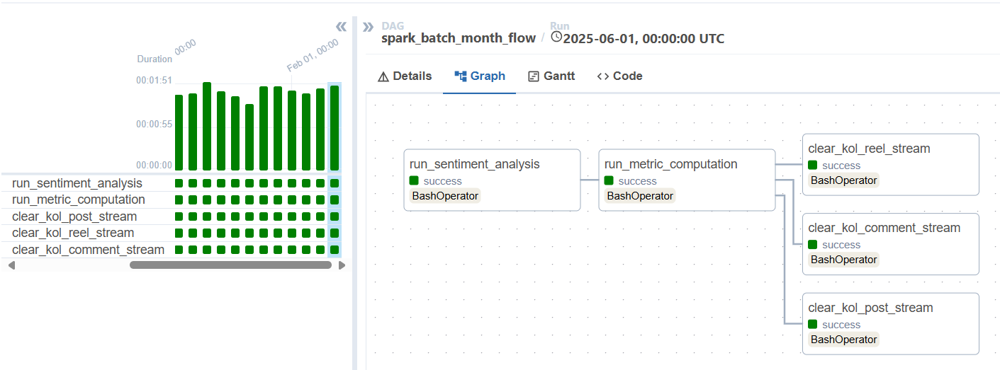 Duration
00:00
Feb 01, 00:00
00:01:51
00:00:55
00:00:00
run_sentiment_analysis
run_metric_computation
clear_kol_post_stream
clear_kol_reel_stream
clear_kol_comment_stream
DAG
spark_batch_month_flow
/
Run
2025-06-01, 00:00:00 UTC
Details
Graph
Gantt
Code
run_sentiment_analysis
success
BashOperator
run_metric_computation
success
BashOperator
clear_kol_reel_stream
success
BashOperator
clear_kol_comment_stream
success
BashOperator
clear_kol_post_stream
success
BashOperator